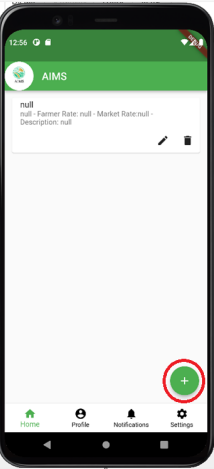 12:56
AIMS
null
null - Farmer Rate: null - Market Rate:null -
Description: null
Home
Profile
Notifications
Settings